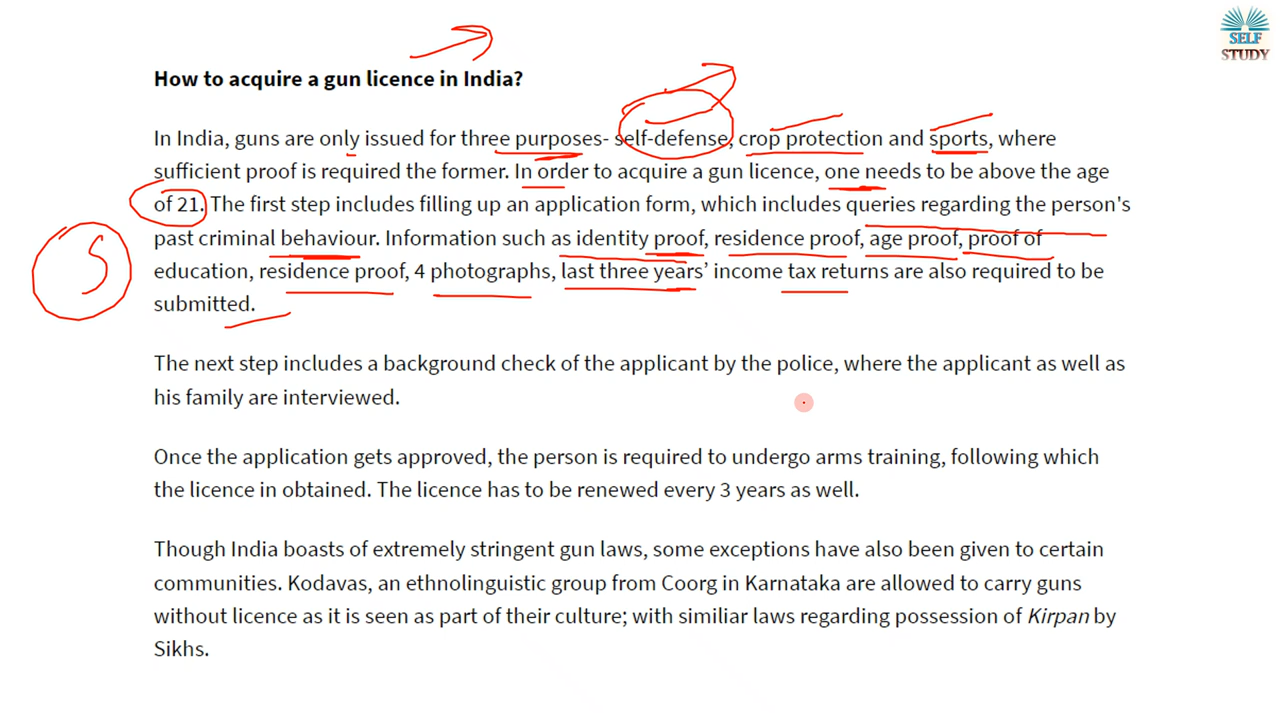 SELF
STUDY
How to acquire a gun licence in India?
In India, guns are only issued for three purposes- self-defense, crop protection and sports, where
sufficient proof is required the former. In order to acquire a gun licence, one needs to be above the age
of 21. The first step includes filling up an application form, which includes queries regarding the person's
past criminal behaviour. Information such as identity proof, residence proof, age proof, proof of
education, residence proof, 4 photographs, last three years’ income tax returns are also required to be
submitted.
S
The next step includes a background check of the applicant by the police, where the applicant as well as
his family are interviewed.
Once the application gets approved, the person is required to undergo arms training, following which
the licence in obtained. The licence has to be renewed every 3 years as well.
Though India boasts of extremely stringent gun laws, some exceptions have also been given to certain
communities. Kodavas, an ethnolinguistic group from Coorg in Karnataka are allowed to carry guns
without licence as it is seen as part of their culture; with similiar laws regarding possession of Kirpan by
Sikhs.